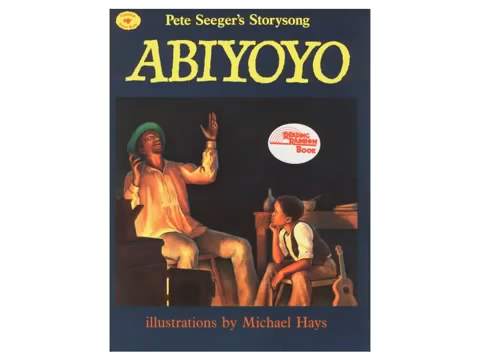 Pete Seeger's Storysong
ABIYOYO
READING
RAINBOW
BOOK
illustrations by Michael Hays